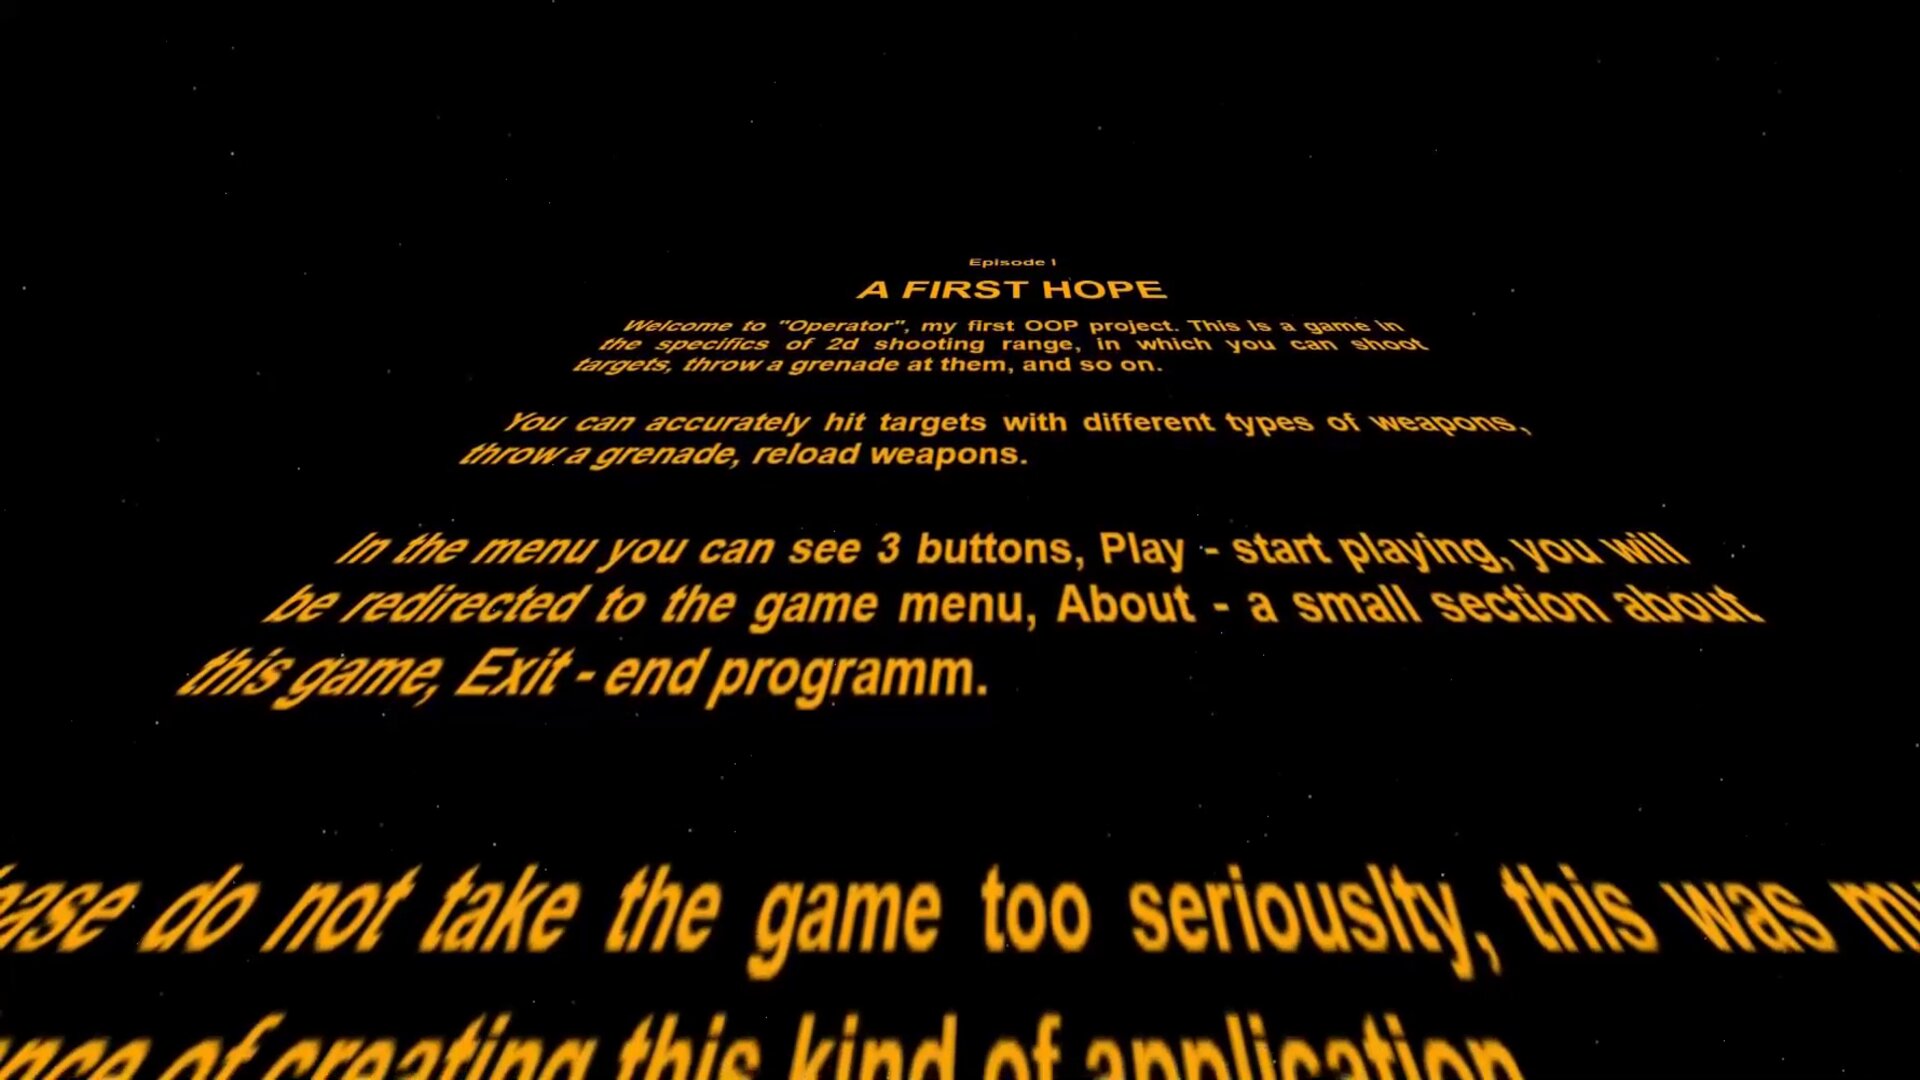 Episode I
A FIRST HOPE
Welcome to "Operator", my first OOP project. This is a game in
the specifics of 2d shooting range, in which you can shoot
targets, throw a grenade at them, and so on.
You can accurately hit targets with different types of weapons,
throw a grenade, reload weapons.
In the menu you can see 3 buttons, Play - start playing, you will
be redirected to the game menu, About - a small section about
this game, Exit - end programm.
do not take the game too seriouslty, this was my
of creating this kind of application